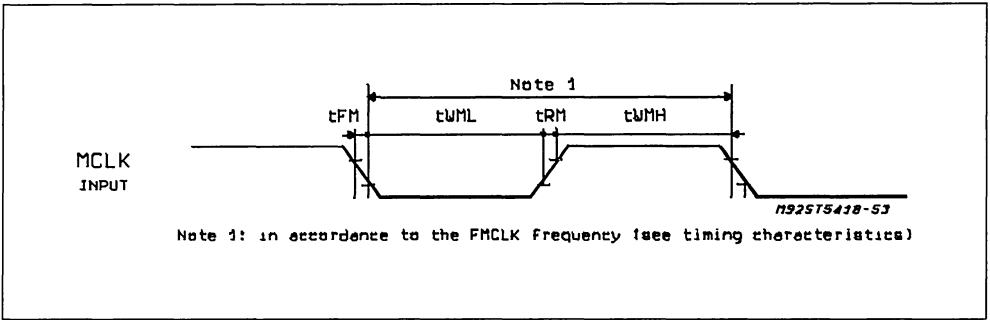 Note 1
tFM tWML tRM tWMH
MCLK
INPUT
M92ST5418-53
Note 1: in accordance to the FMCLK frequency (see timing characteristics)